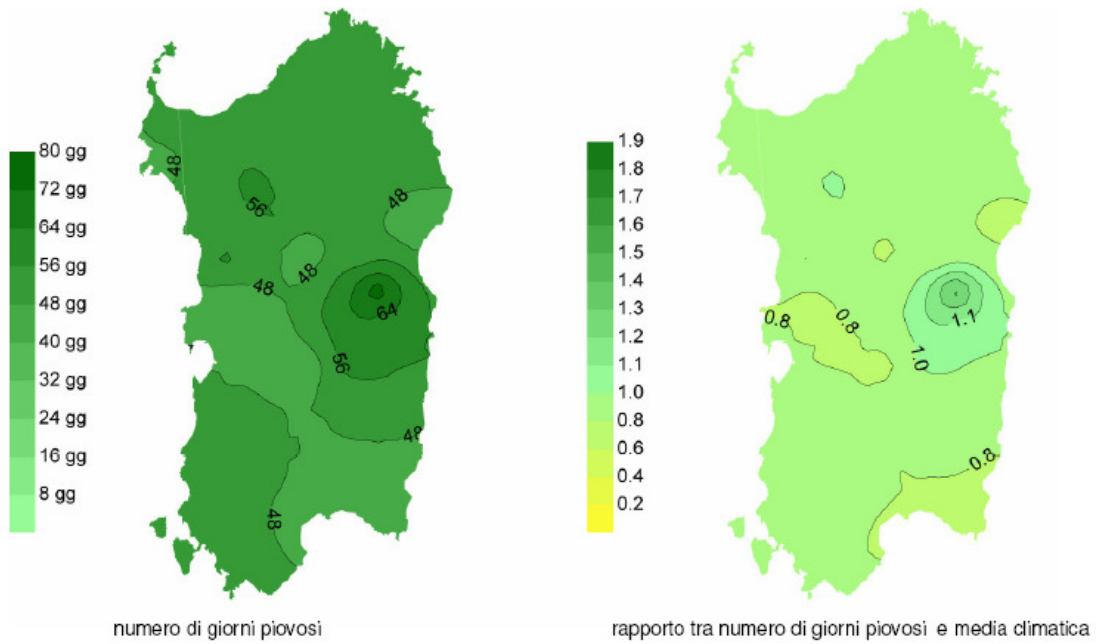 80 gg
72 gg
64 gg
56 gg
48 gg
40 gg
32 gg
24 gg
16 gg
8 gg
48
56
48
48
48
64
56
48
48
numero di giorni piovosi
1.9
1.8
1.7
1.6
1.5
1.4
1.3
1.2
1.1
1.0
0.8
0.6
0.4
0.2
0.8
0.8
1.1
1.0
0.8
rapporto tra numero di giorni piovosi e media climatica